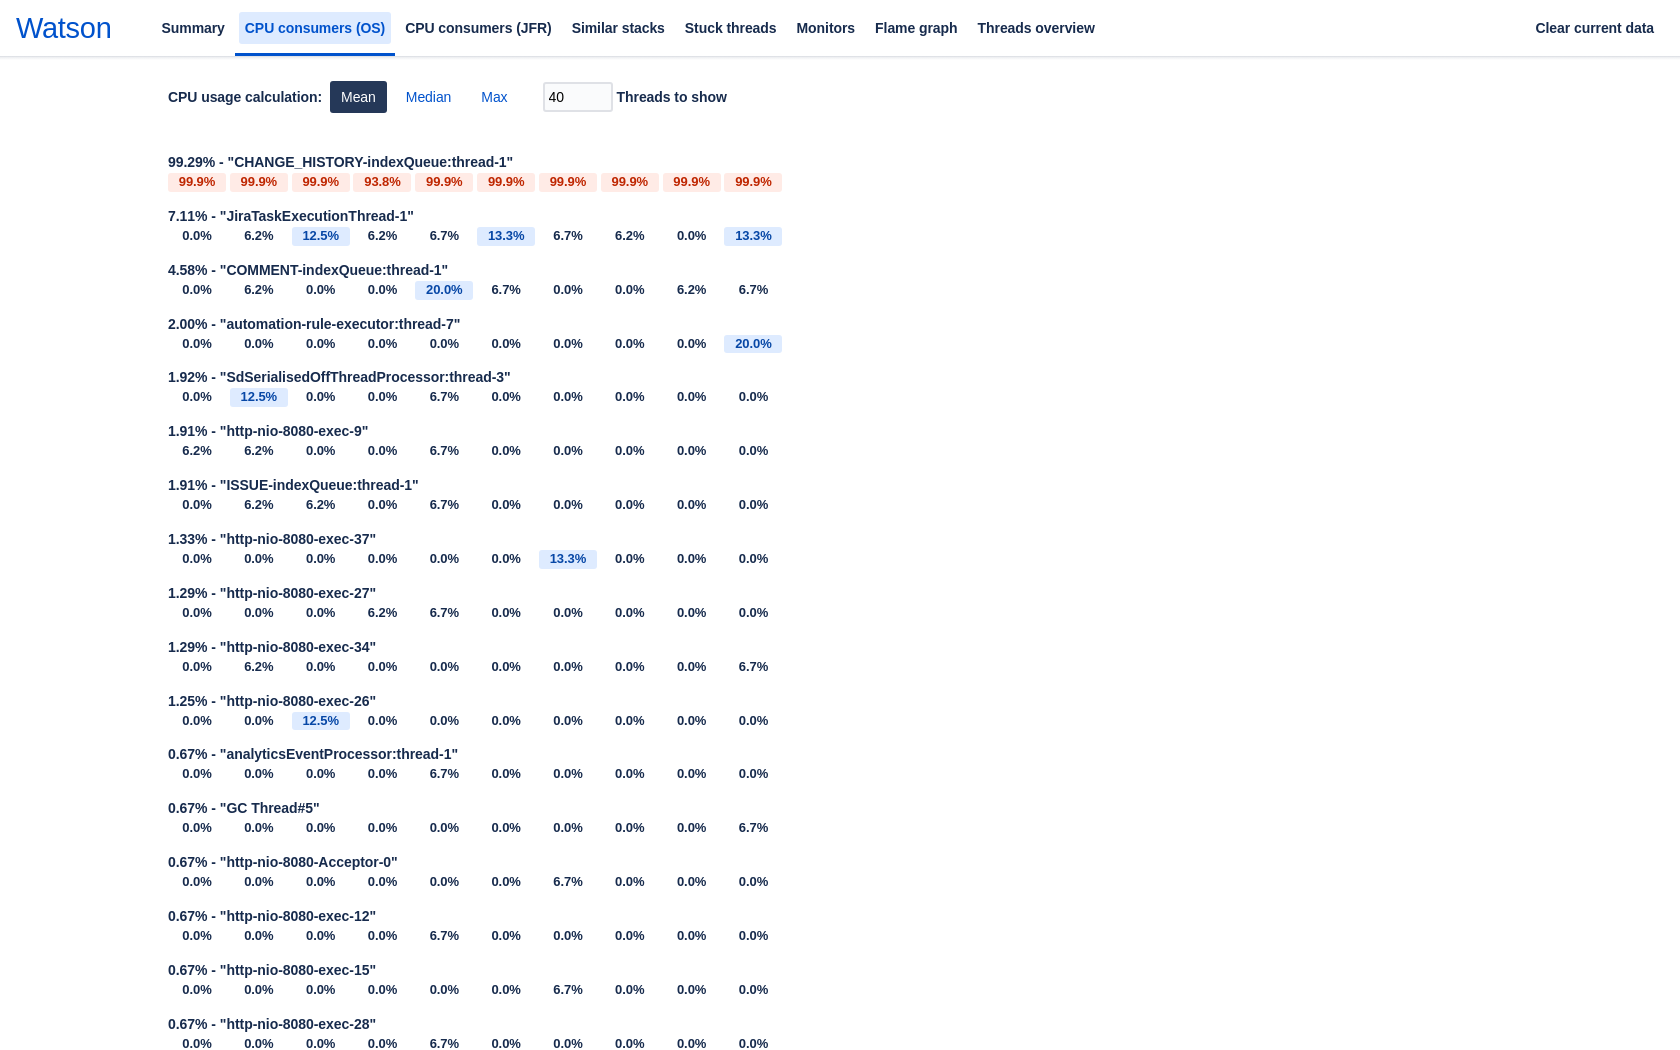 Watson Summary CPU consumers (OS) CPU consumers (JFR) Similar stacks Stuck threads Monitors Flame graph Threads overview Clear current data
CPU usage calculation: Mean Median Max 40 Threads to show
99.29% - "CHANGE_HISTORY-indexQueue:thread-1"
99.9% 99.9% 99.9% 93.8% 99.9% 99.9% 99.9% 99.9% 99.9% 99.9%
7.11% - "JiraTaskExecutionThread-1"
0.0% 6.2% 12.5% 6.2% 6.7% 13.3% 6.7% 6.2% 0.0% 13.3%
4.58% - "COMMENT-indexQueue:thread-1"
0.0% 6.2% 0.0% 0.0% 20.0% 6.7% 0.0% 0.0% 6.2% 6.7%
2.00% - "automation-rule-executor:thread-7"
0.0% 0.0% 0.0% 0.0% 0.0% 0.0% 0.0% 0.0% 0.0% 20.0%
1.92% - "SdSerialisedOffThreadProcessor:thread-3"
0.0% 12.5% 0.0% 0.0% 6.7% 0.0% 0.0% 0.0% 0.0% 0.0%
1.91% - "http-nio-8080-exec-9"
6.2% 6.2% 0.0% 0.0% 6.7% 0.0% 0.0% 0.0% 0.0% 0.0%
1.91% - "ISSUE-indexQueue:thread-1"
0.0% 6.2% 6.2% 0.0% 6.7% 0.0% 0.0% 0.0% 0.0% 0.0%
1.33% - "http-nio-8080-exec-37"
0.0% 0.0% 0.0% 0.0% 0.0% 0.0% 13.3% 0.0% 0.0% 0.0%
1.29% - "http-nio-8080-exec-27"
0.0% 0.0% 0.0% 6.2% 6.7% 0.0% 0.0% 0.0% 0.0% 0.0%
1.29% - "http-nio-8080-exec-34"
0.0% 6.2% 0.0% 0.0% 0.0% 0.0% 0.0% 0.0% 0.0% 6.7%
1.25% - "http-nio-8080-exec-26"
0.0% 0.0% 12.5% 0.0% 0.0% 0.0% 0.0% 0.0% 0.0% 0.0%
0.67% - "analyticsEventProcessor:thread-1"
0.0% 0.0% 0.0% 0.0% 6.7% 0.0% 0.0% 0.0% 0.0% 0.0%
0.67% - "GC Thread#5"
0.0% 0.0% 0.0% 0.0% 0.0% 0.0% 0.0% 0.0% 0.0% 6.7%
0.67% - "http-nio-8080-Acceptor-0"
0.0% 0.0% 0.0% 0.0% 0.0% 0.0% 6.7% 0.0% 0.0% 0.0%
0.67% - "http-nio-8080-exec-12"
0.0% 0.0% 0.0% 0.0% 6.7% 0.0% 0.0% 0.0% 0.0% 0.0%
0.67% - "http-nio-8080-exec-15"
0.0% 0.0% 0.0% 0.0% 0.0% 0.0% 6.7% 0.0% 0.0% 0.0%
0.67% - "http-nio-8080-exec-28"
0.0% 0.0% 0.0% 0.0% 6.7% 0.0% 0.0% 0.0% 0.0% 0.0%